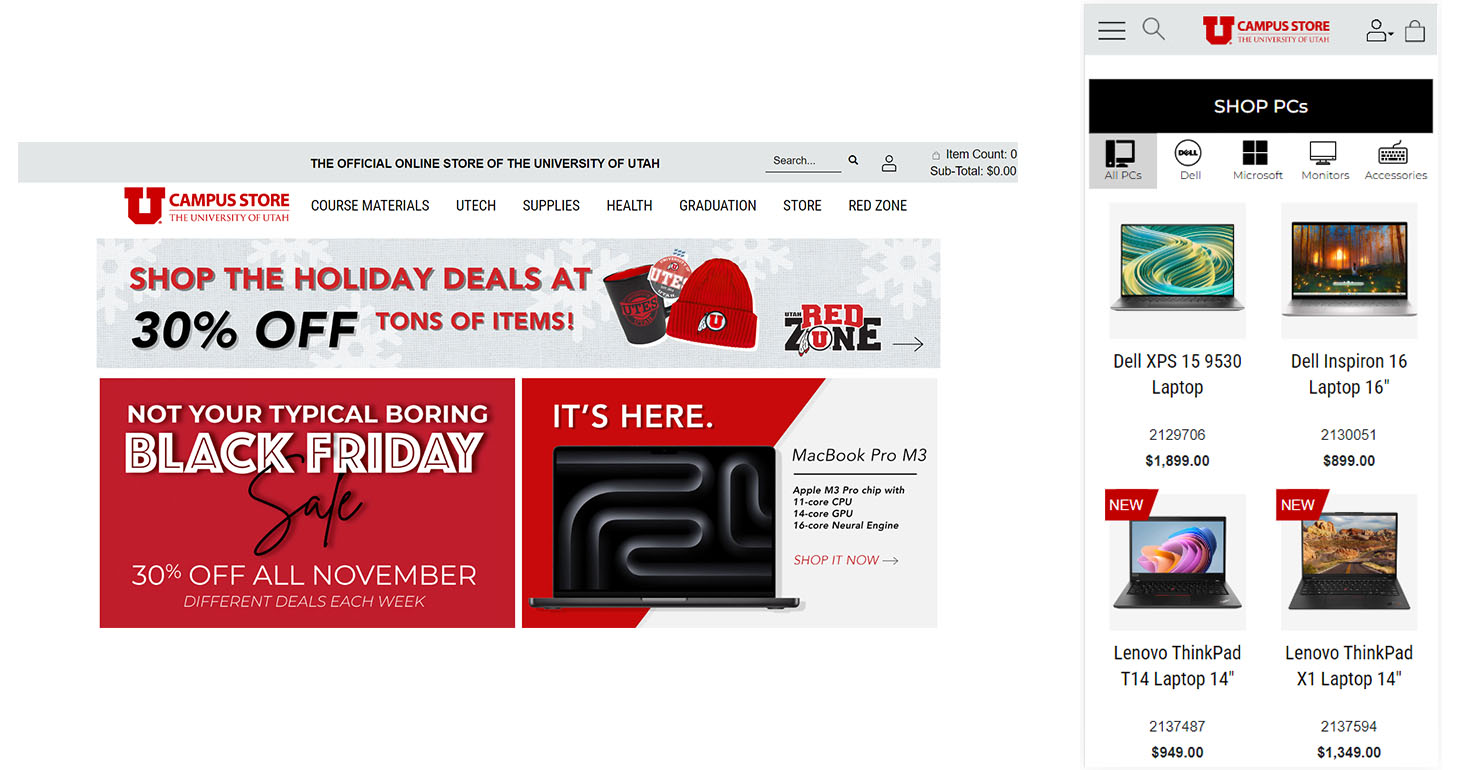 THE OFFICIAL ONLINE STORE OF THE UNIVERSITY OF UTAH
Search...
Item Count: 0
Sub-Total: $0.00
U CAMPUS STORE
THE UNIVERSITY OF UTAH
COURSE MATERIALS UTECH SUPPLIES HEALTH GRADUATION STORE RED ZONE
SHOP THE HOLIDAY DEALS AT
30% OFF TONS OF ITEMS!
UTES
UTES
U
UTAH RED
ZONE
NOT YOUR TYPICAL BORING
BLACK FRIDAY
Sale
30% OFF ALL NOVEMBER
DIFFERENT DEALS EACH WEEK
IT'S HERE.
MacBook Pro M3
Apple M3 Pro chip with
11-core CPU
14-core GPU
16-core Neural Engine
SHOP IT NOW
U CAMPUS STORE
THE UNIVERSITY OF UTAH
SHOP PCs
DELL
All PCs Dell Microsoft Monitors Accessories
Dell XPS 15 9530
Laptop
2129706
$1,899.00
Dell Inspiron 16
Laptop 16"
2130051
$899.00
NEW
Lenovo ThinkPad
T14 Laptop 14"
2137487
$949.00
NEW
Lenovo ThinkPad
X1 Laptop 14"
2137594
$1,349.00